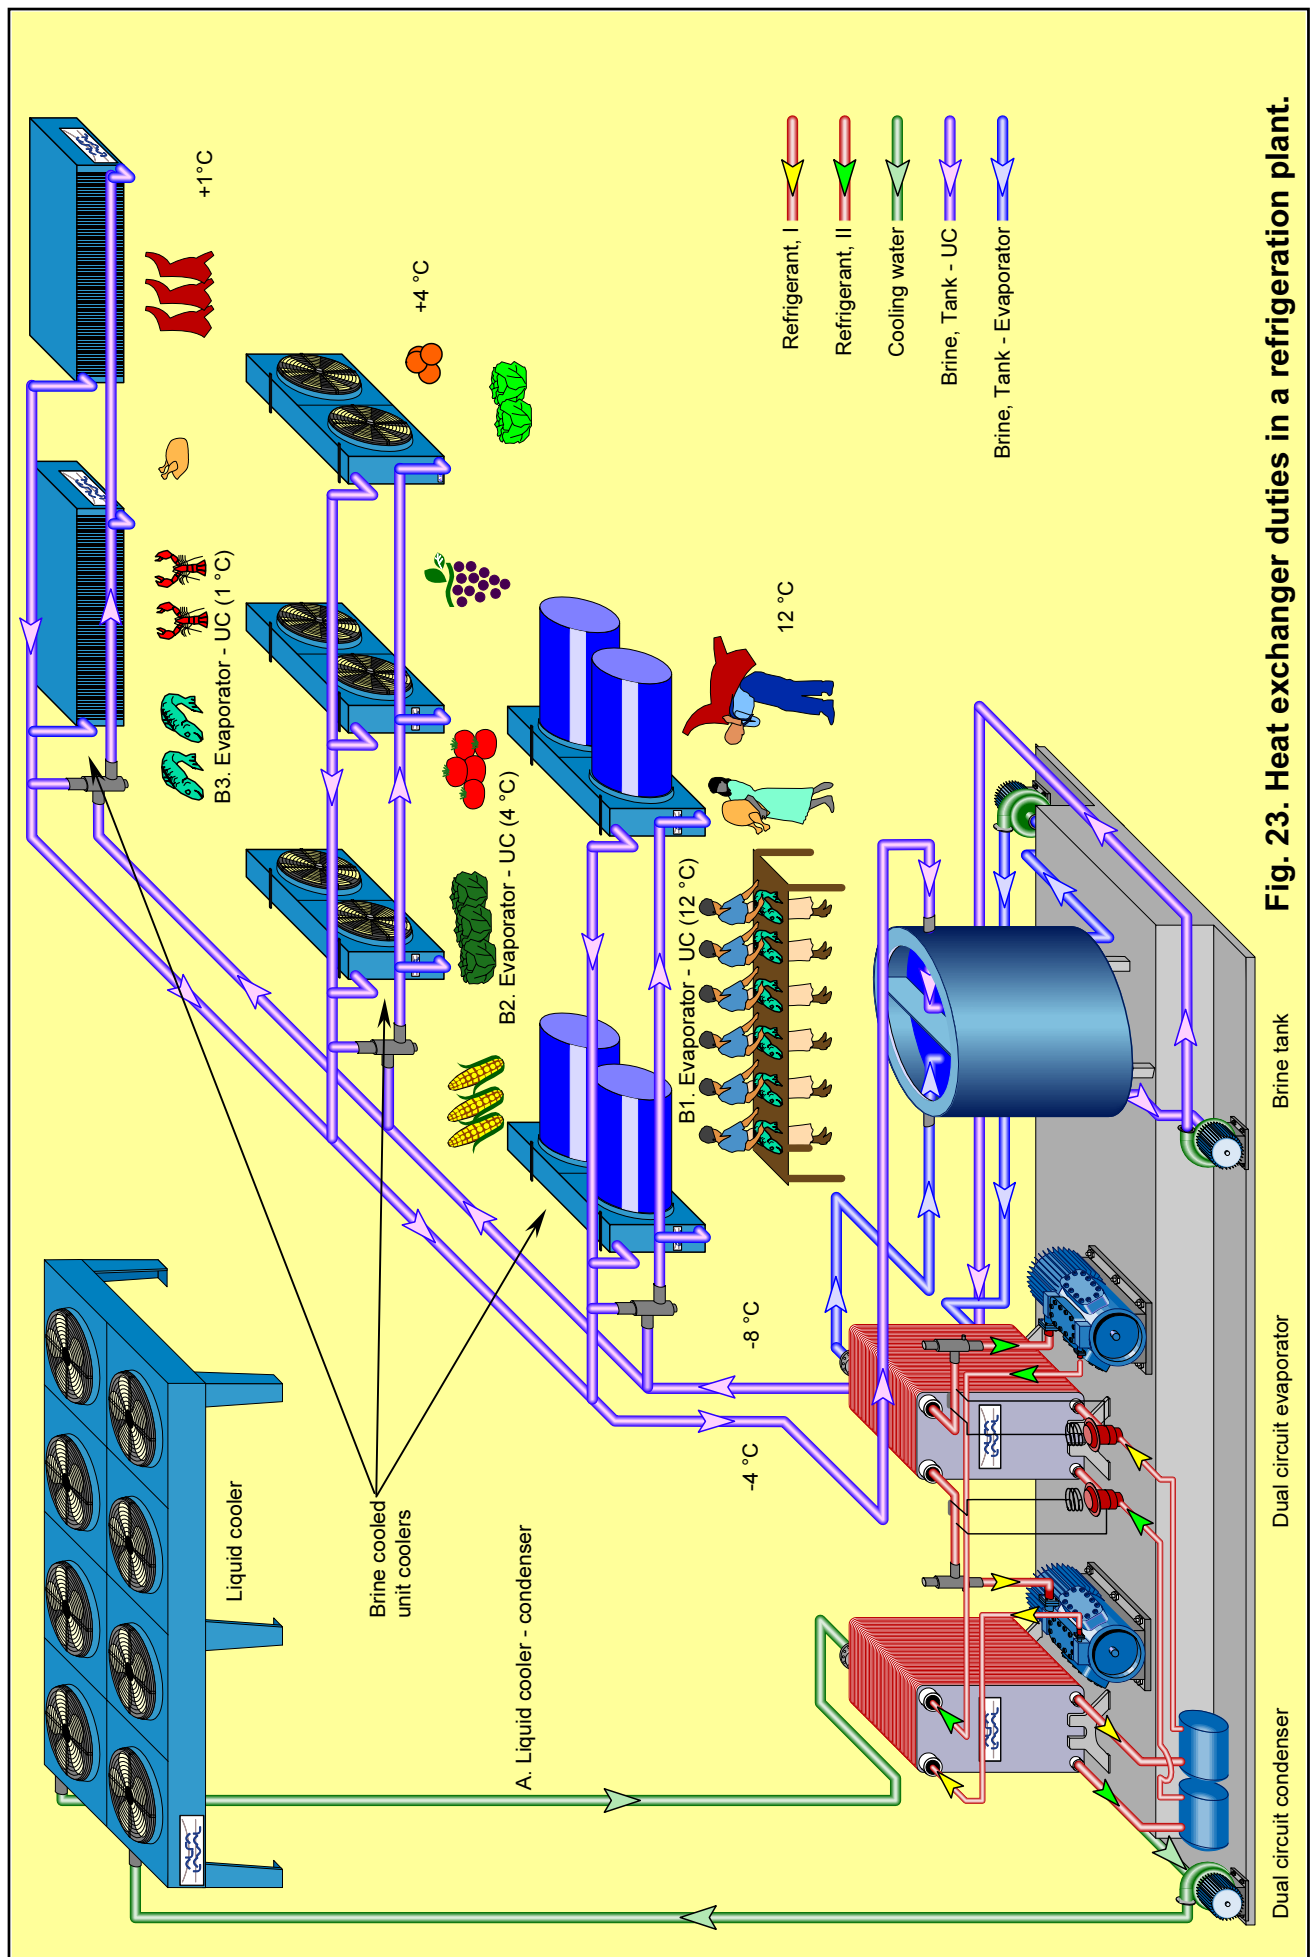 Liquid cooler
Brine cooled
unit coolers
A. Liquid cooler - condenser
B3. Evaporator - UC (1 °C)
+1°C
B2. Evaporator - UC (4 °C)
+4 °C
B1. Evaporator - UC (12 °C)
12 °C
-4 °C
-8 °C
Refrigerant, I
Refrigerant, II
Cooling water
Brine, Tank - UC
Brine, Tank - Evaporator
Dual circuit condenser
Dual circuit evaporator
Brine tank
Fig. 23. Heat exchanger duties in a refrigeration plant.